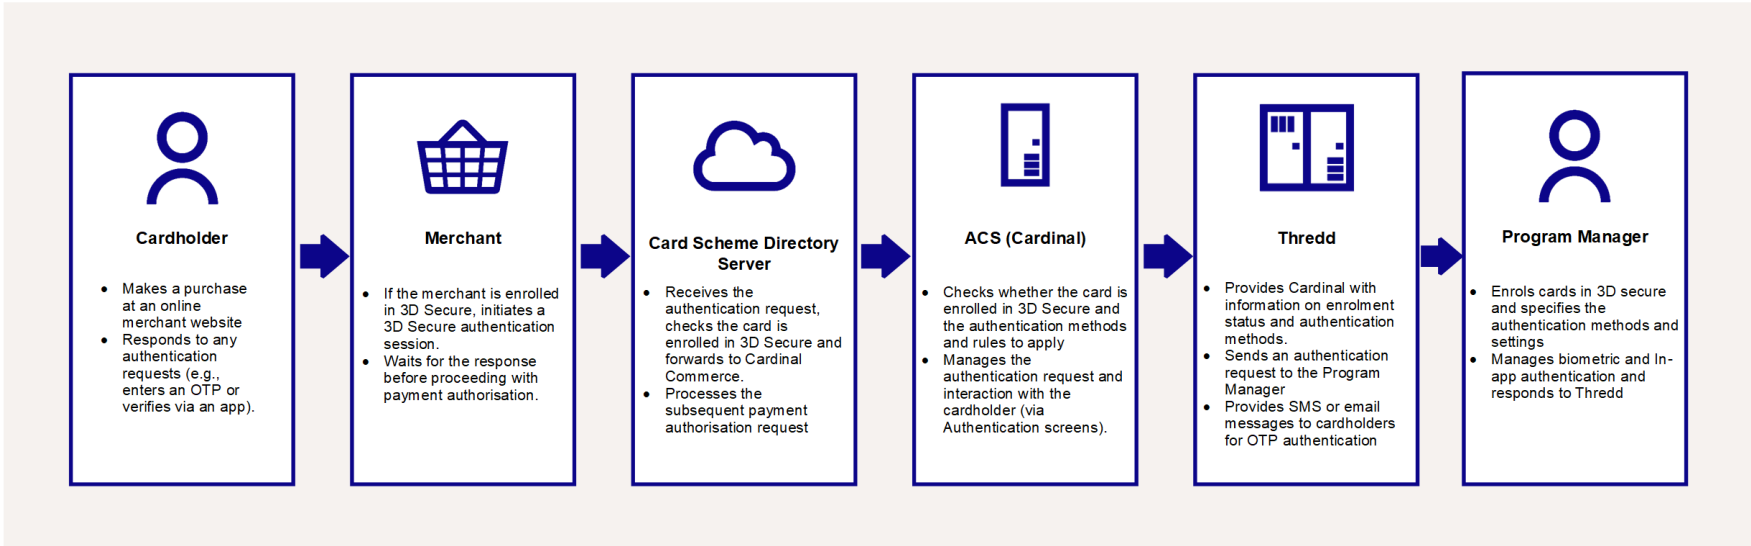 Cardholder
• Makes a purchase
at an online
merchant website
• Responds to any
authentication
requests (e.g.,
enters an OTP or
verifies via an app).
Merchant
• If the merchant is enrolled
in 3D Secure, initiates a
3D Secure authentication
session.
• Waits for the response
before proceeding with
payment authorisation.
Card Scheme Directory
Server
• Receives the
authentication request,
checks the card is
enrolled in 3D Secure and
forwards to Cardinal
Commerce.
• Processes the
subsequent payment
authorisation request
ACS (Cardinal)
• Checks whether the card is
enrolled in 3D Secure and
the authentication methods
and rules to apply
• Manages the
authentication request and
interaction with the
cardholder (via
Authentication screens).
Thredd
• Provides Cardinal with
information on enrolment
status and authentication
methods.
• Sends an authentication
request to the Program
Manager
• Provides SMS or email
messages to cardholders
for OTP authentication
Program Manager
• Enrols cards in 3D secure
and specifies the
authentication methods and
settings
• Manages biometric and In-
app authentication and
responds to Thredd